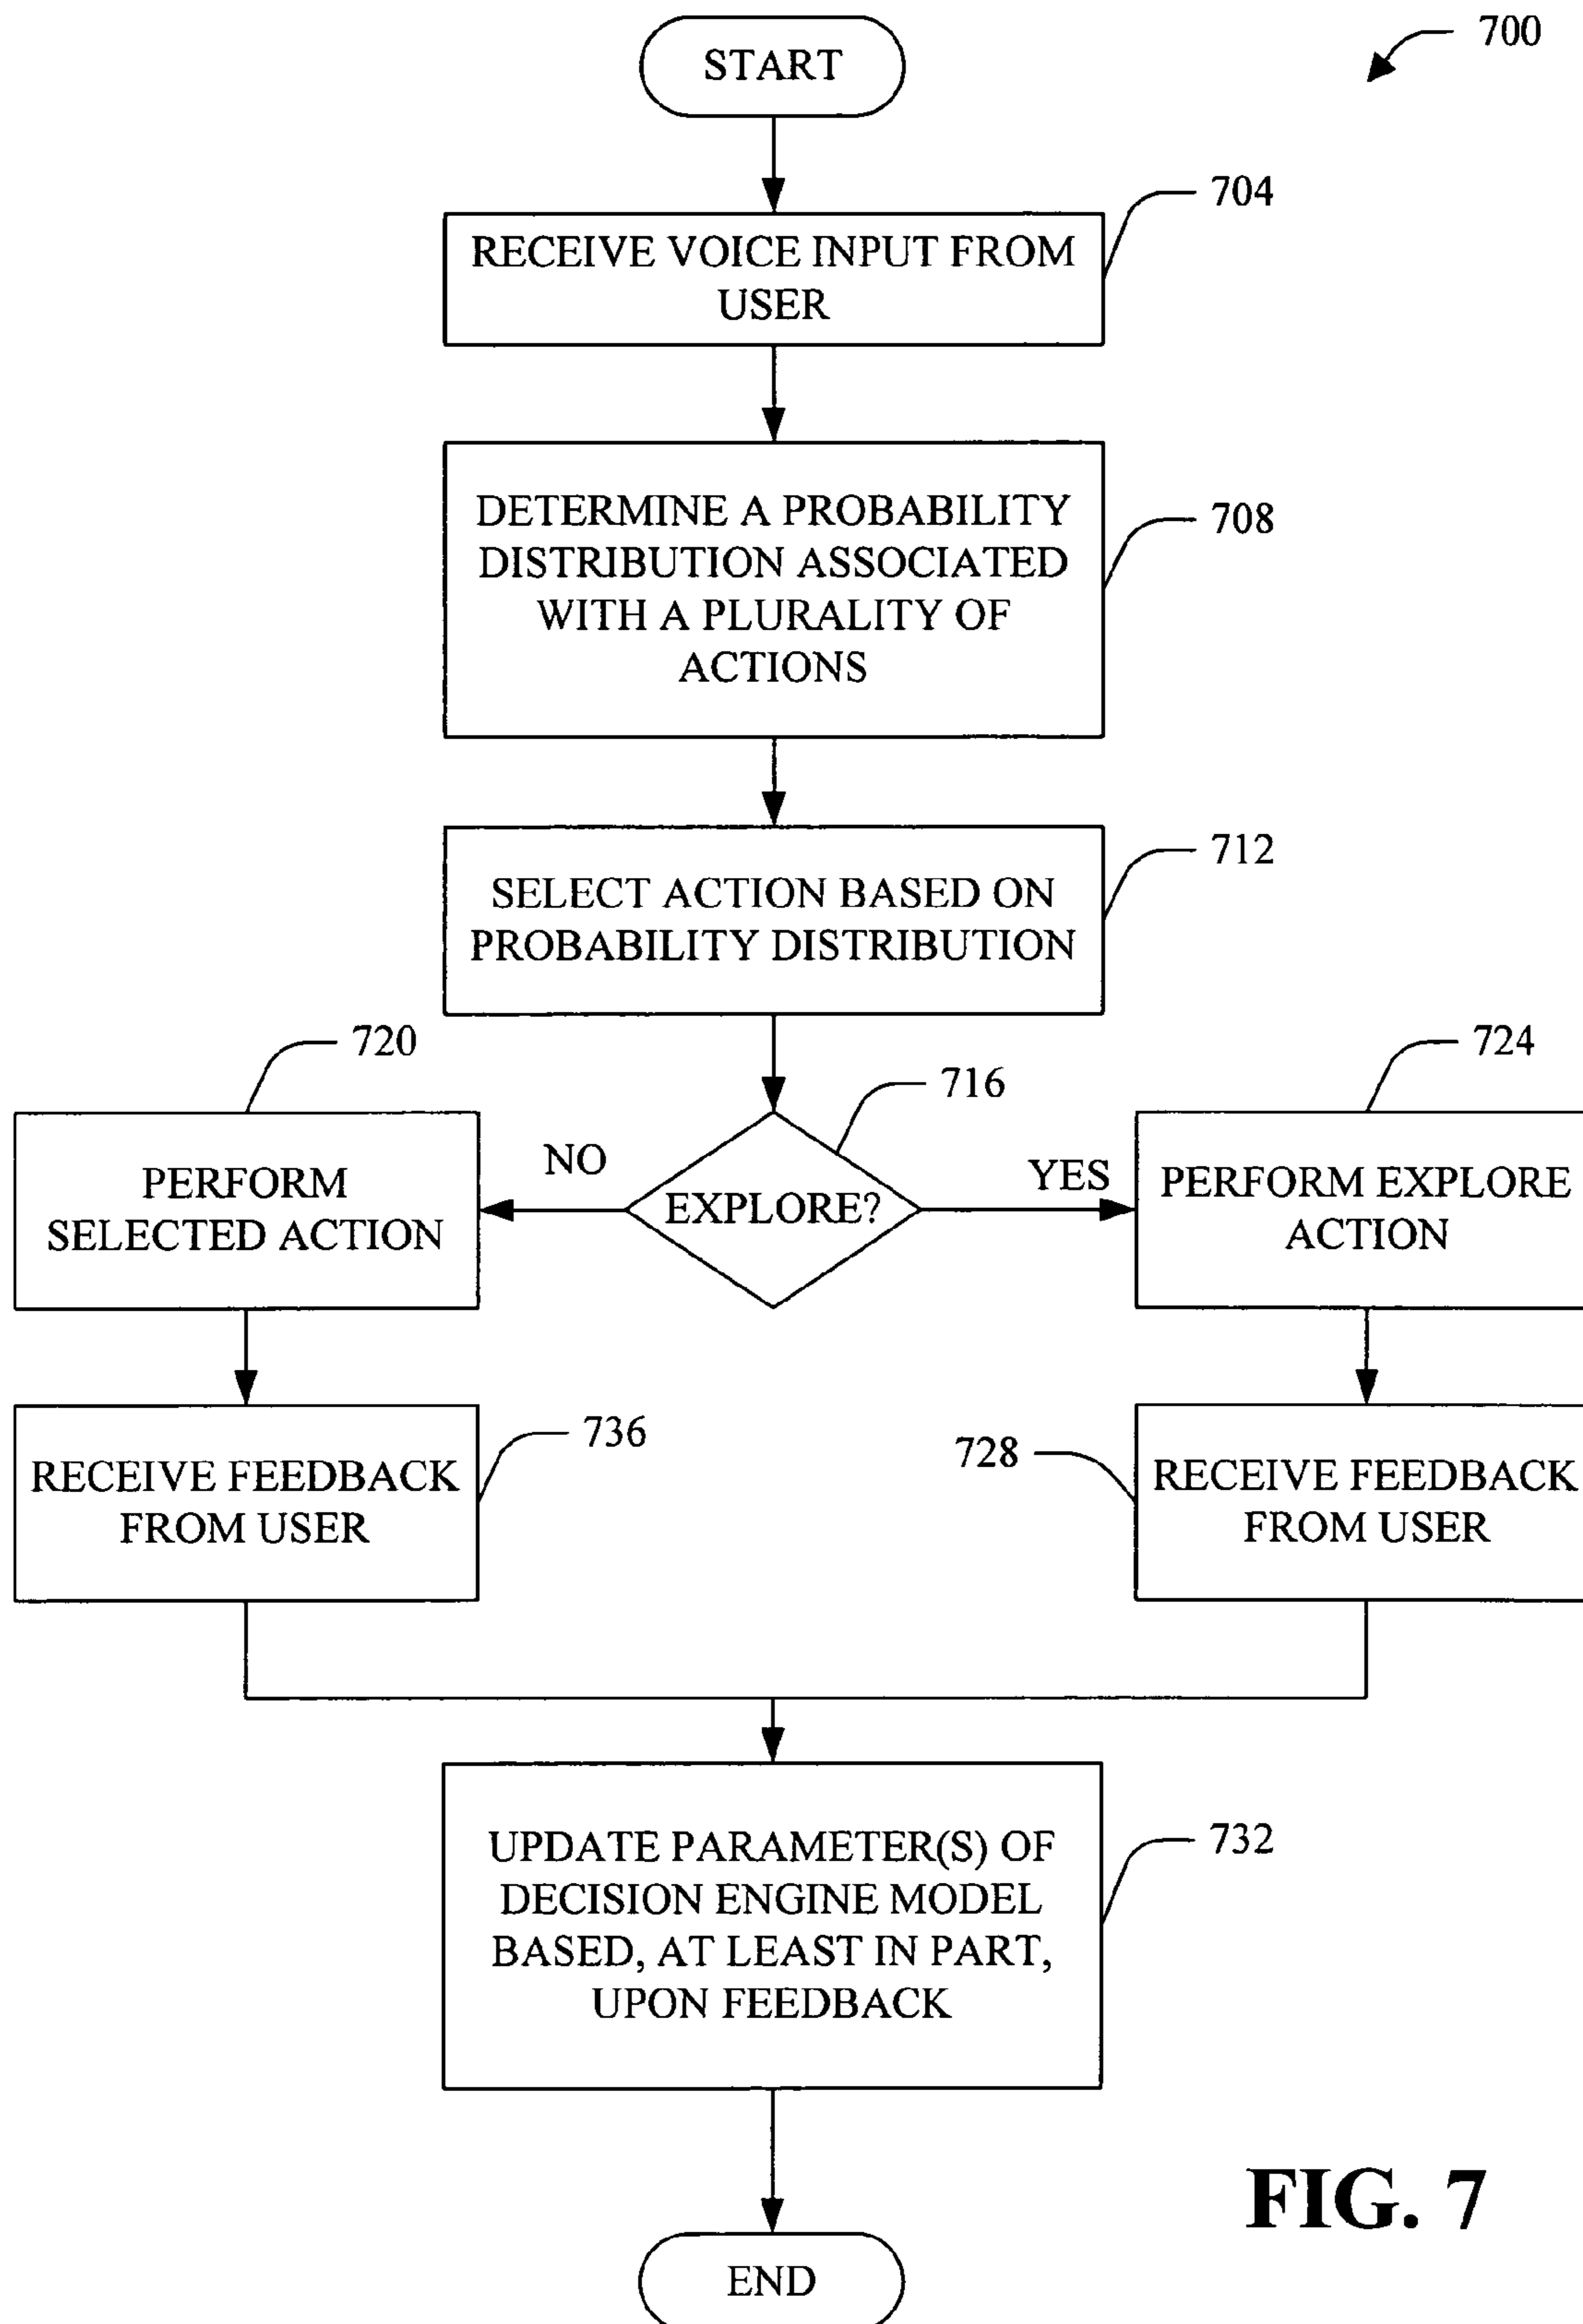 START
700
704
RECEIVE VOICE INPUT FROM
USER
DETERMINE A PROBABILITY
DISTRIBUTION ASSOCIATED
WITH A PLURALITY OF
ACTIONS
708
712
SELECT ACTION BASED ON
PROBABILITY DISTRIBUTION
720
716
724
NO
YES
PERFORM
SELECTED ACTION
EXPLORE?
PERFORM EXPLORE
ACTION
736
728
RECEIVE FEEDBACK
FROM USER
RECEIVE FEEDBACK
FROM USER
UPDATE PARAMETER(S) OF
DECISION ENGINE MODEL
BASED, AT LEAST IN PART,
UPON FEEDBACK
732
FIG. 7
END